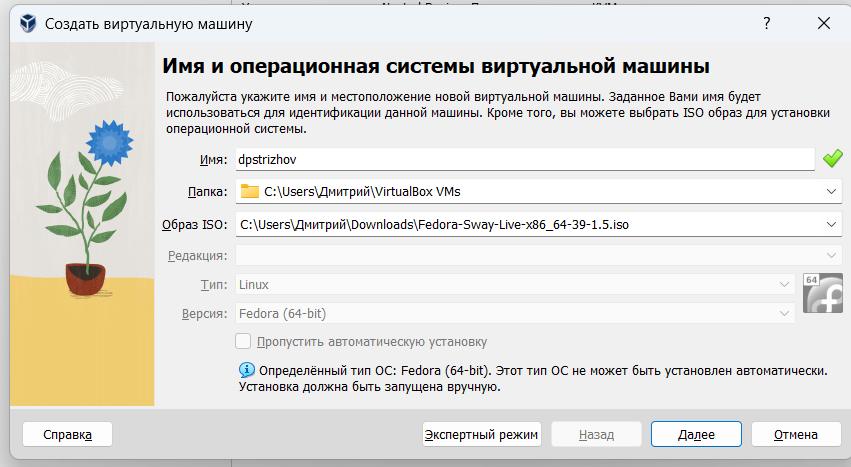 Создать виртуальную машину
?
Имя и операционная системы виртуальной машины
Пожалуйста укажите имя и местоположение новой виртуальной машины. Заданное Вами имя будет
использоваться для идентификации данной машины. Кроме того, вы можете выбрать ISO образ для установки
операционной системы.
Имя: dpstrizhov
Папка: C:\Users\Дмитрий\VirtualBox VMs
Образ ISO: C:\Users\Дмитрий\Downloads\Fedora-Sway-Live-x86_64-39-1.5.iso
Редакция:
Тип: Linux
64
Версия: Fedora (64-bit)
Пропустить автоматическую установку
Определённый тип ОС: Fedora (64-bit). Этот тип ОС не может быть установлен автоматически.
Установка должна быть запущена вручную.
Справка Экспертный режим Назад Далее Отмена